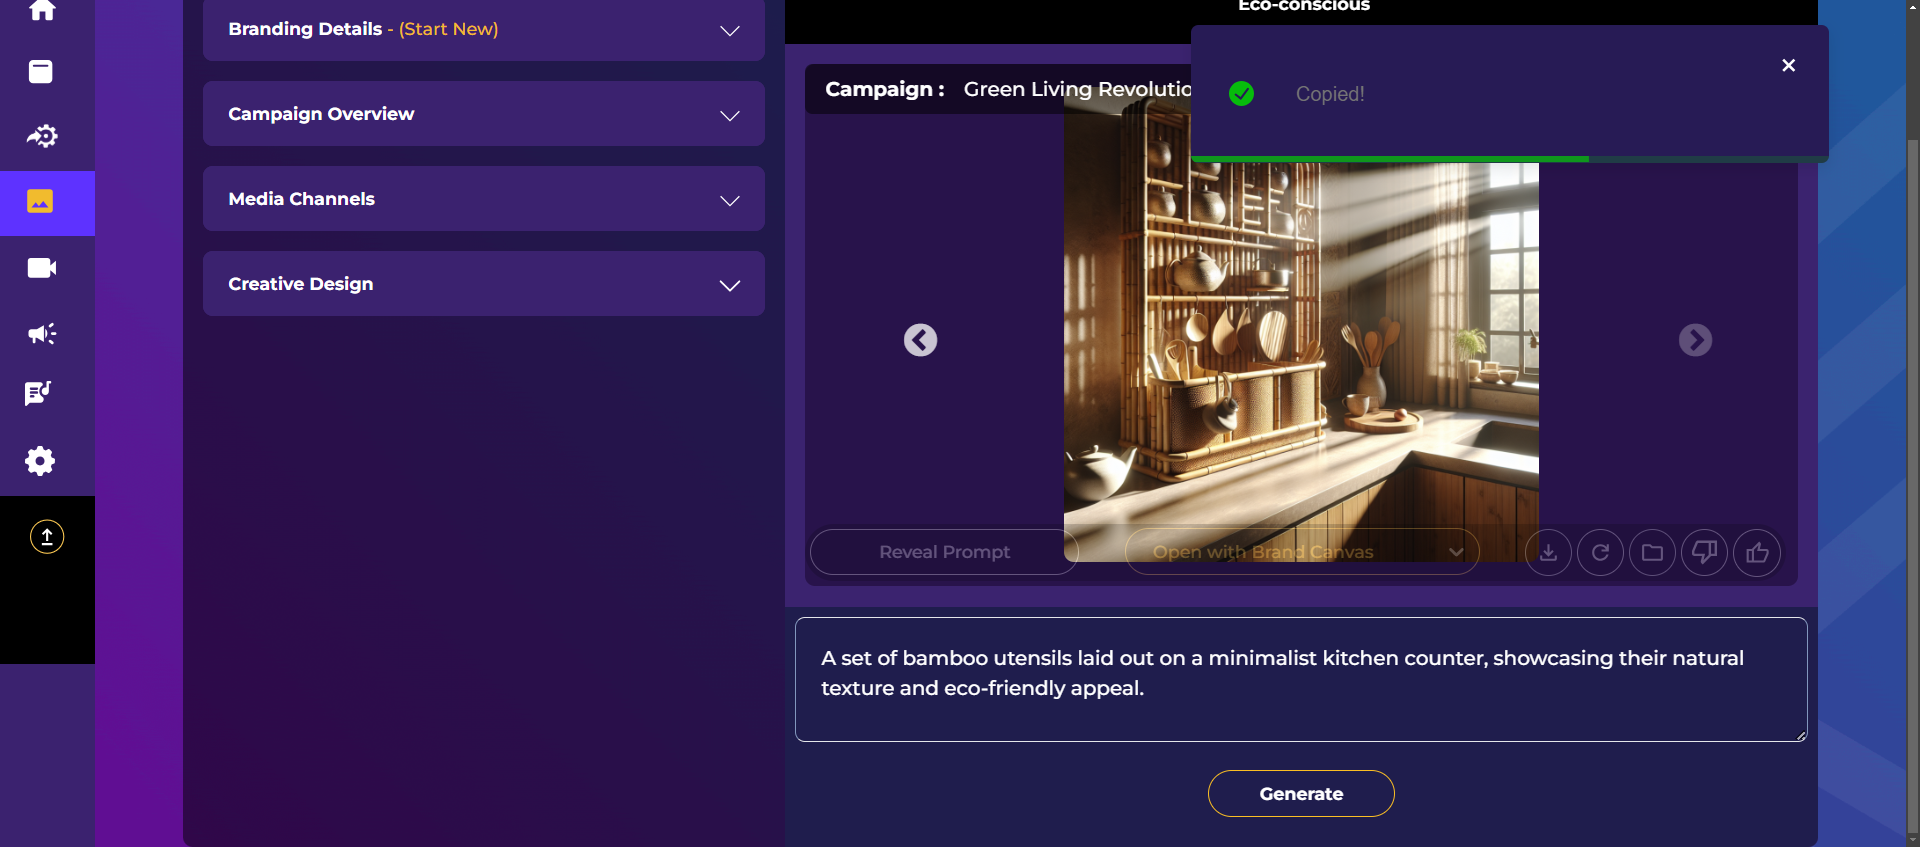 Branding Details - (Start New)
Campaign Overview
Media Channels
Creative Design
Eco-conscious
Campaign : Green Living Revolutio
Copied!
Reveal Prompt
Open with Brand Canvas
A set of bamboo utensils laid out on a minimalist kitchen counter, showcasing their natural
texture and eco-friendly appeal.
Generate